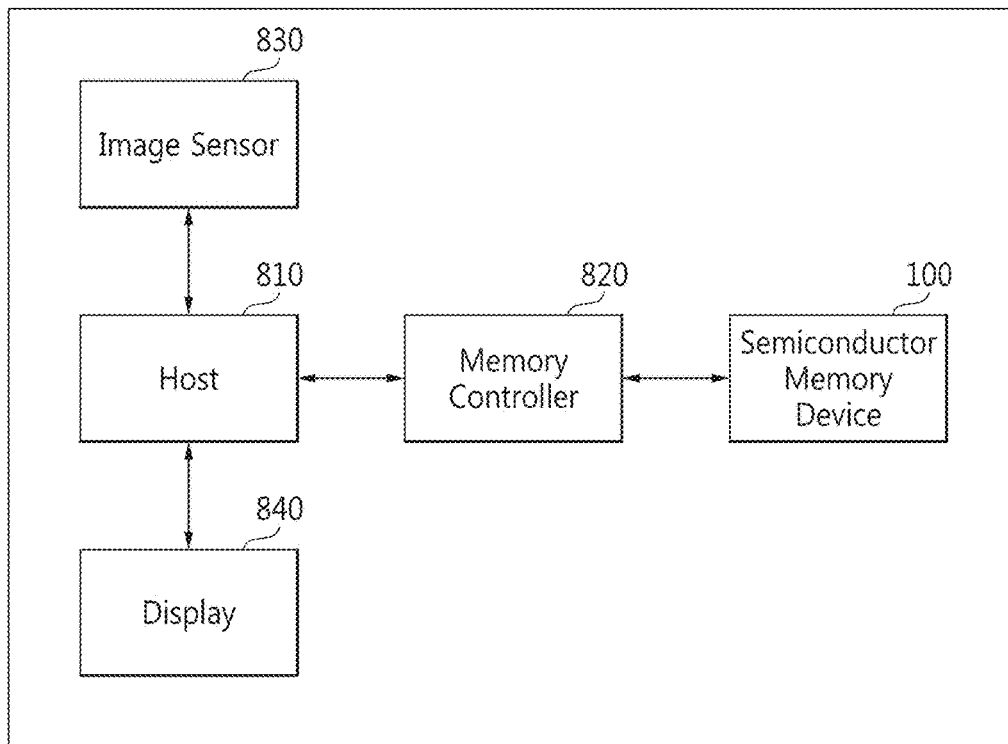 830
Image Sensor
810
820
100
Host
Memory
Controller
Semiconductor
Memory
Device
840
Display